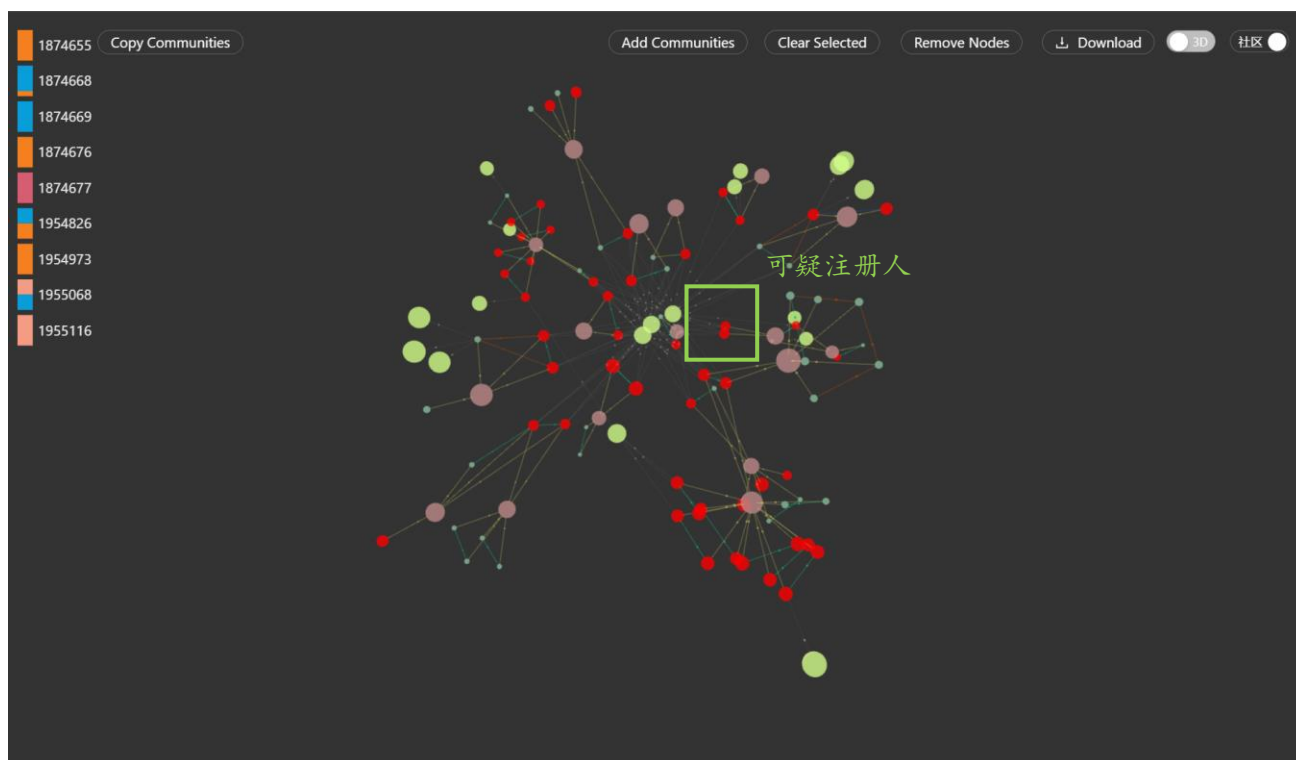 1874655
Copy Communities
Add Communities
Clear Selected
Remove Nodes
Download
3D
社区
1874668
1874669
1874676
1874677
1954826
1954973
1955068
1955116
可疑注册人